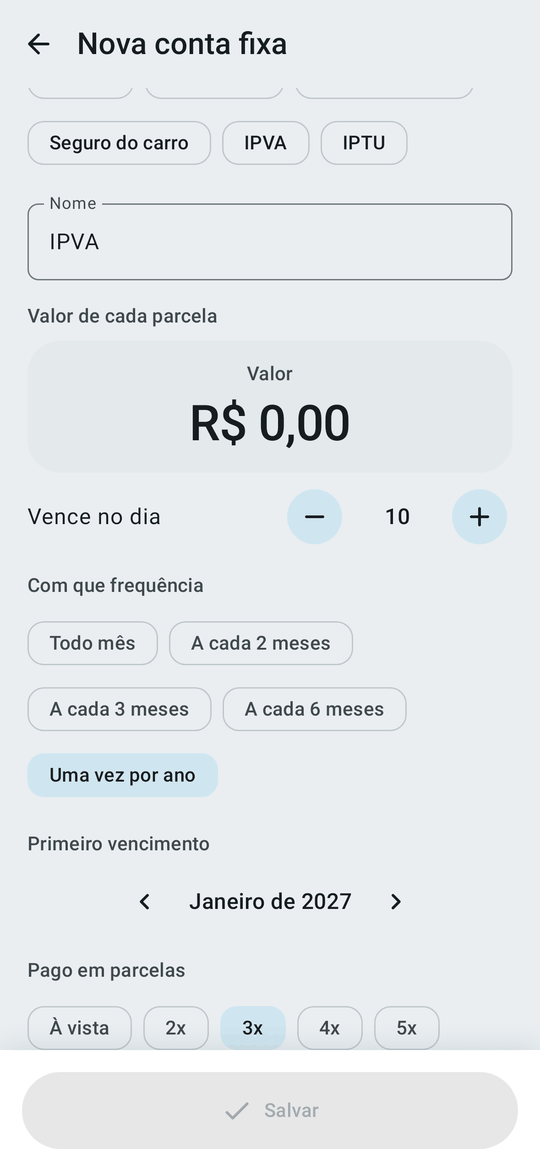 Nova conta fixa
Seguro do carro IPVA IPTU
Nome
IPVA
Valor de cada parcela
Valor
R$ 0,00
Vence no dia 10
Com que frequência
Todo mês A cada 2 meses
A cada 3 meses A cada 6 meses
Uma vez por ano
Primeiro vencimento
Janeiro de 2027
Pago em parcelas
À vista 2x 3x 4x 5x
Salvar